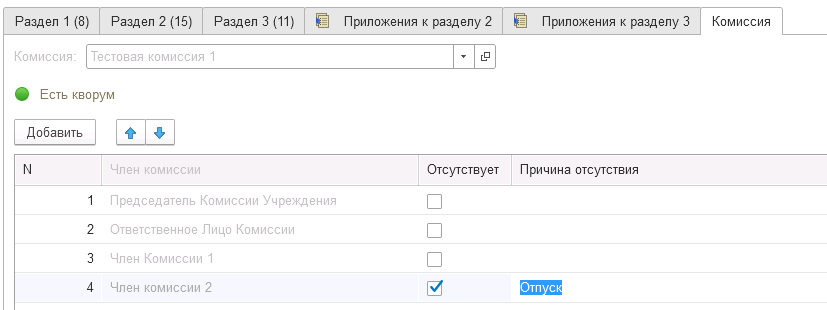 Раздел 1 (8) Раздел 2 (15) Раздел 3 (11) Приложения к разделу 2 Приложения к разделу 3 Комиссия
Комиссия: Тестовая комиссия 1
Есть кворум
Добавить
N Член комиссии Отсутствует Причина отсутствия
1 Председатель Комиссии Учреждения
2 Ответственное Лицо Комиссии
3 Член Комиссии 1
4 Член комиссии 2 Отпуск